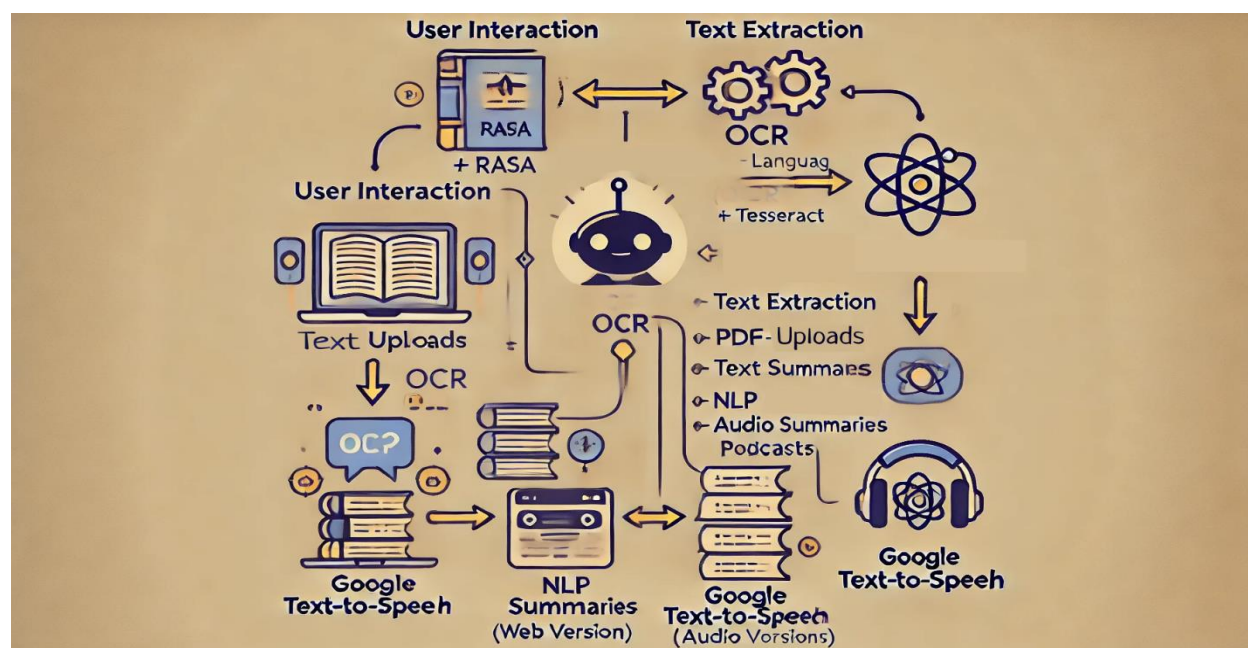 User Interaction
Text Extraction
RASA
+ RASA
OCR
- Languag
+ Tesseract
User Interaction
Text Uploads
OCR
OCR
Text Extraction
PDF- Uploads
Text Summaes
NLP
Audio Summaries
Podcasts
OC?
Google
Text-to-Speeh
NLP
Summaries
(Web Version)
Google
Text-to-Speech
(Audio Vorsions)
Google
Text-to-Speeh